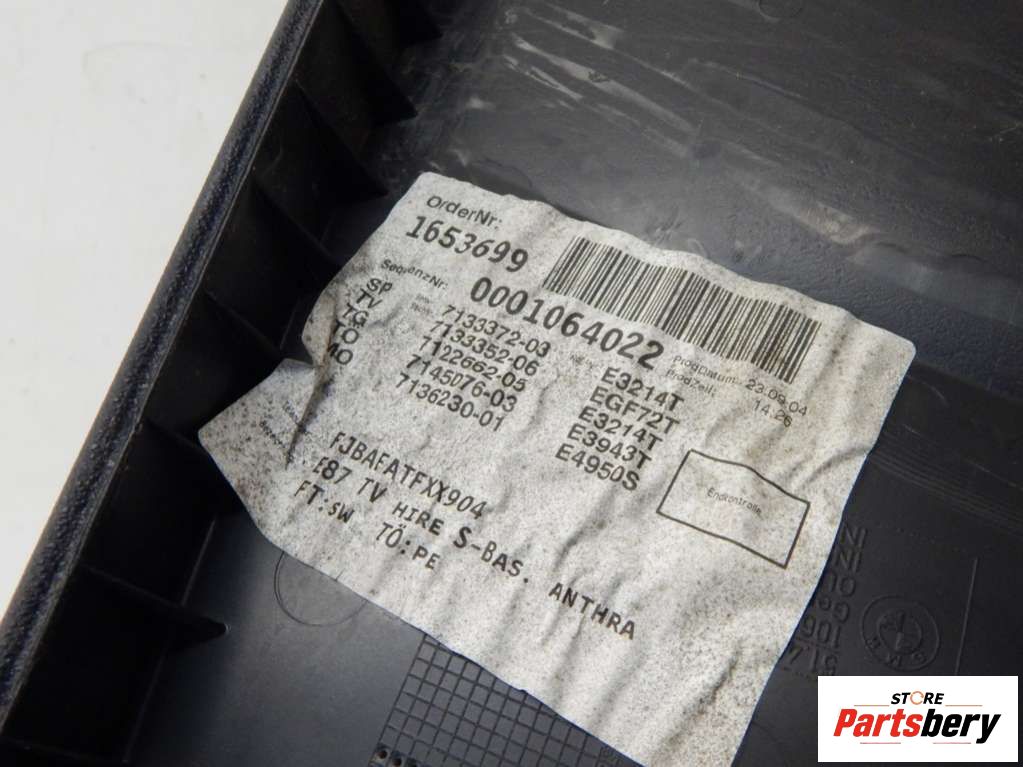 OrderNr:
1653699
SequenzNr:
0001064022
ProdDatum: 23.09.04
ProdZeit: 14.26
SP 7133372-03 E3214T
TV 7133352-06 EGF72T
TG 7122662-05 E3214T
TO 7145076-03 E3943T
MO 7136230-01 E4950S
Endkontrolle
FJBAFATFXX904
E87 TV HIRE S-BAS. ANTHRA
FT:SW TÖ:PE
STORE
Partsbery